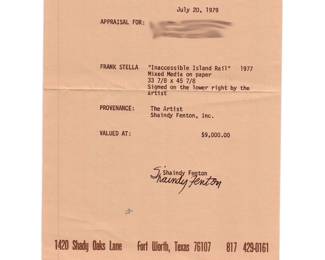 July 20, 1979
APPRAISAL FOR:
FRANK STELLA "Inaccessible Island Rail" 1977
Mixed Media on paper
33 7/8 x 45 7/8
Signed on the lower right by the
artist
PROVENANCE: The Artist
Shaindy Fenton, Inc.
VALUED AT: $9,000.00
Shaindy Fenton
Shaindy Fenton
1420 Shady Oaks Lane Fort Worth, Texas 76107 817 429-0161